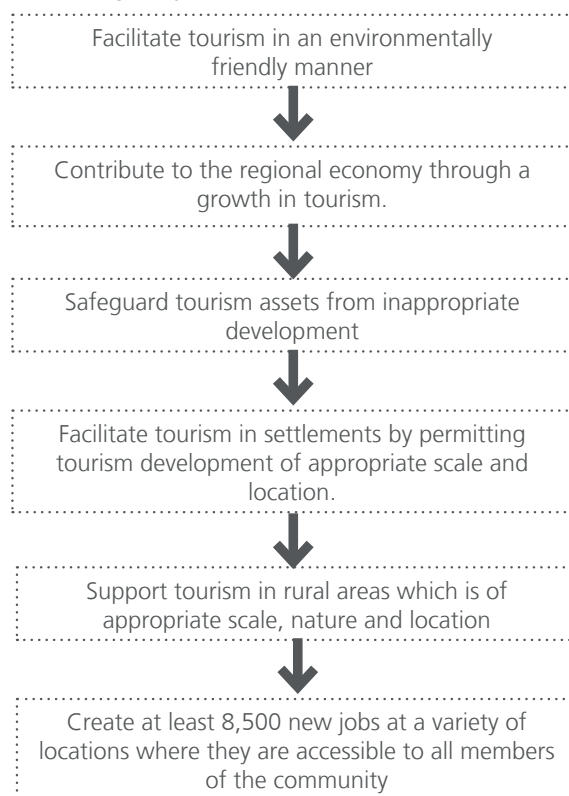 Facilitate tourism in an environmentally
friendly manner
Contribute to the regional economy through a
growth in tourism.
Safeguard tourism assets from inappropriate
development
Facilitate tourism in settlements by permitting
tourism development of appropriate scale and
location.
Support tourism in rural areas which is of
appropriate scale, nature and location
Create at least 8,500 new jobs at a variety of
locations where they are accessible to all members
of the community